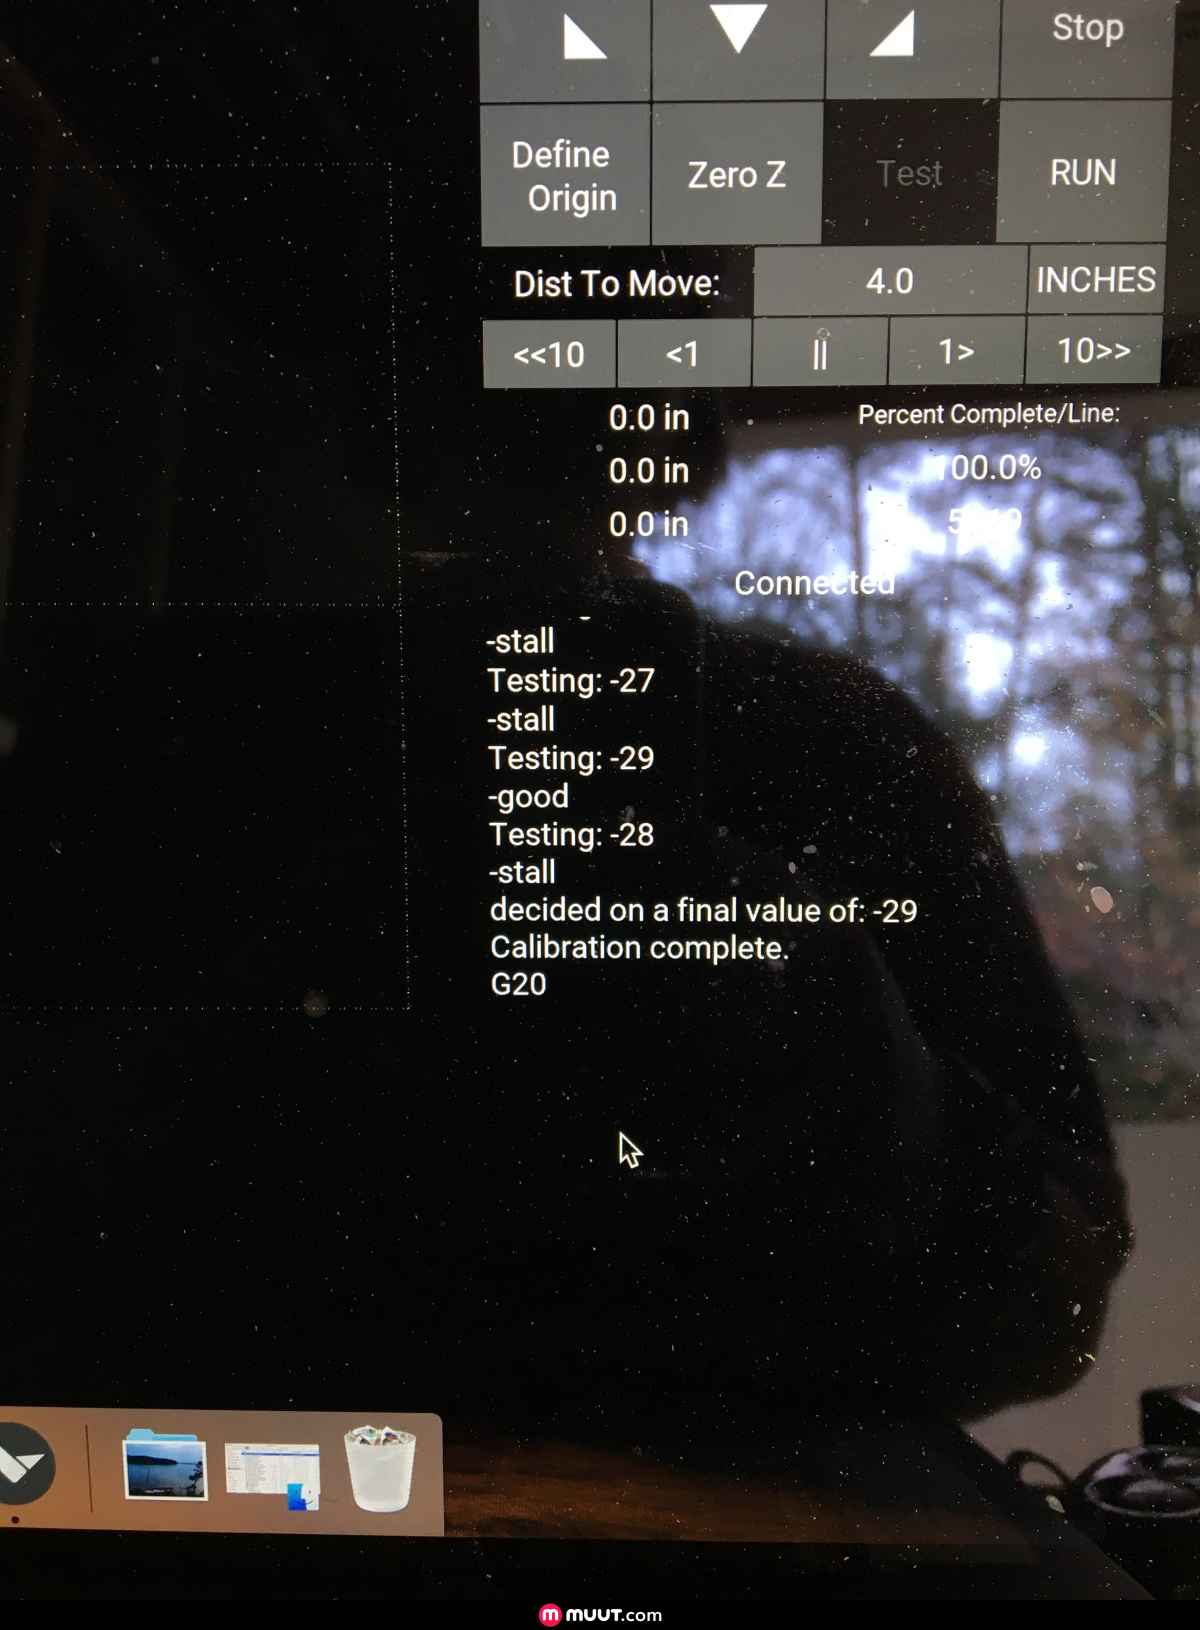 Stop
Define
Origin
Zero Z
Test
RUN
Dist To Move:
4.0
INCHES
<<10
<1
||
1>
10>>
0.0 in
Percent Complete/Line:
0.0 in
100.0%
0.0 in
Connected
-stall
Testing: -27
-stall
Testing: -29
-good
Testing: -28
-stall
decided on a final value of: -29
Calibration complete.
G20
m MUUT.com